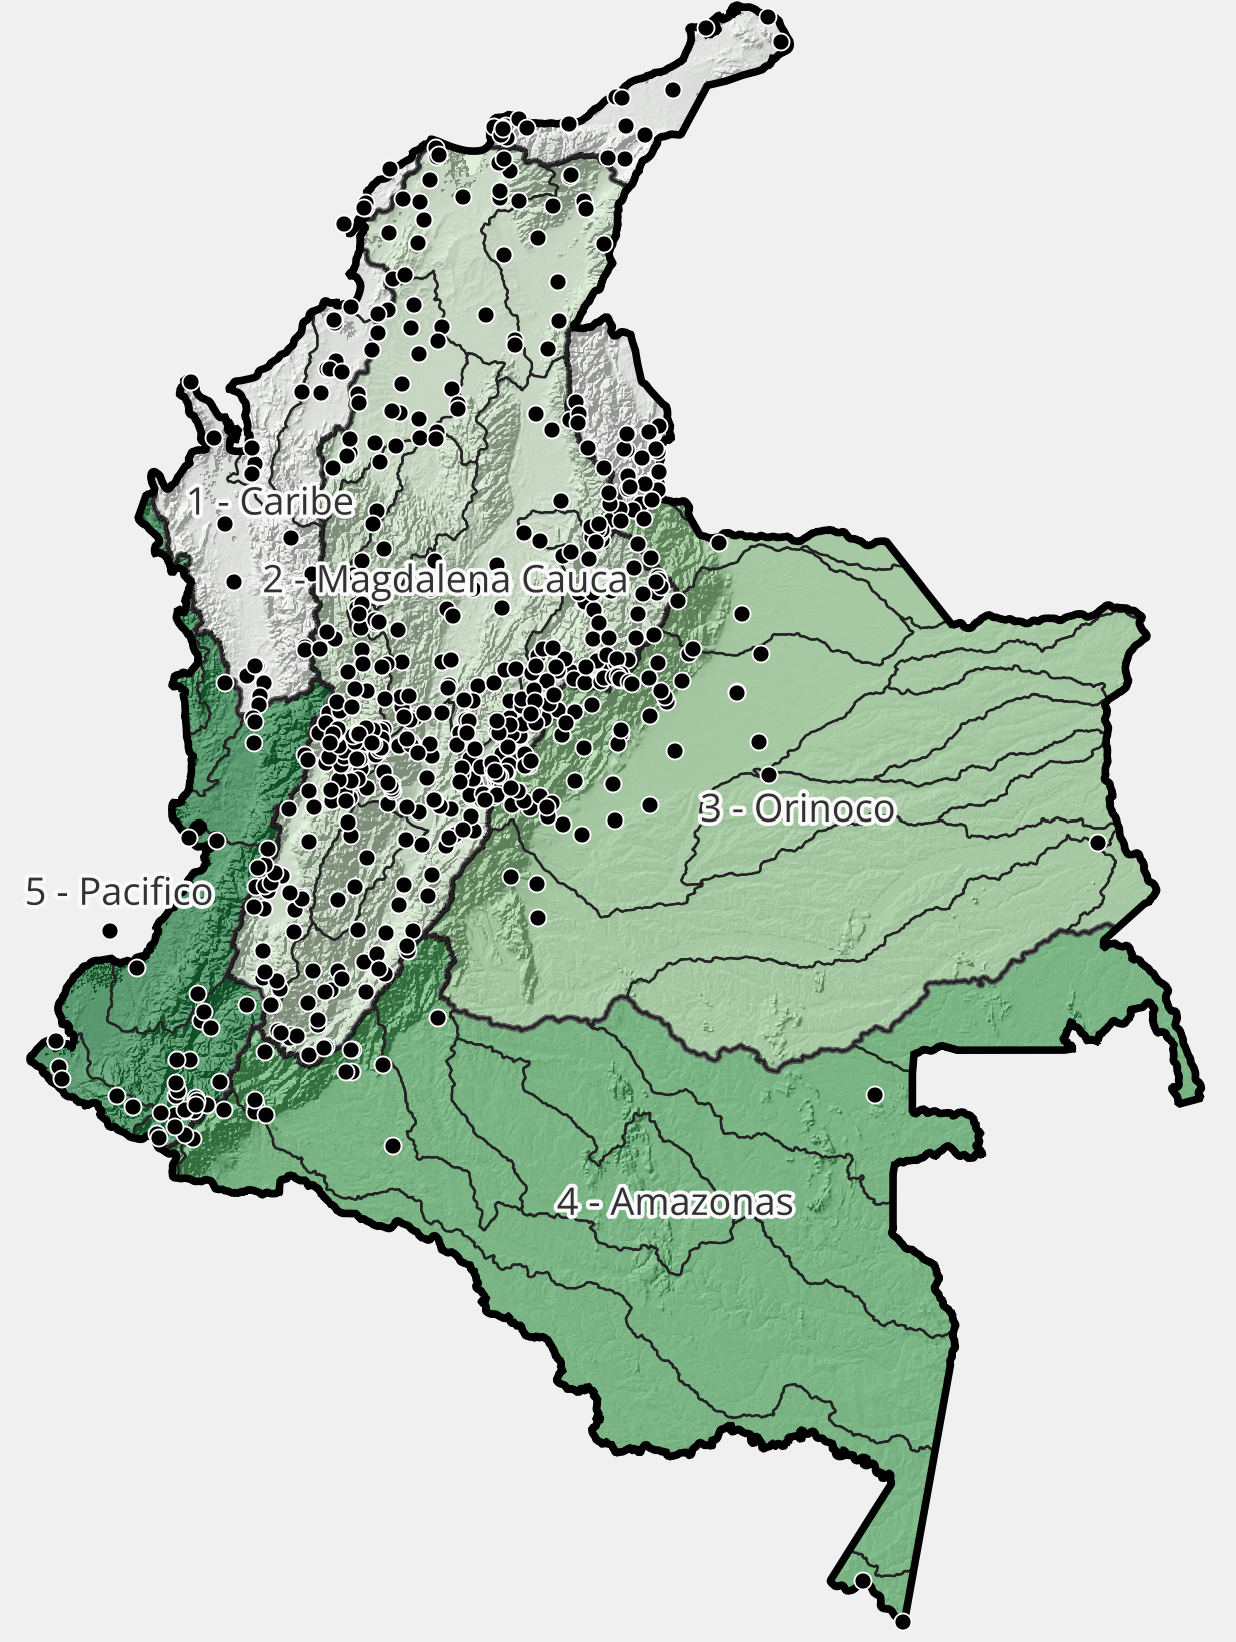 1 - Caribe
2 - Magdalena Cauca
3 - Orinoco
5 - Pacifico
4 - Amazonas